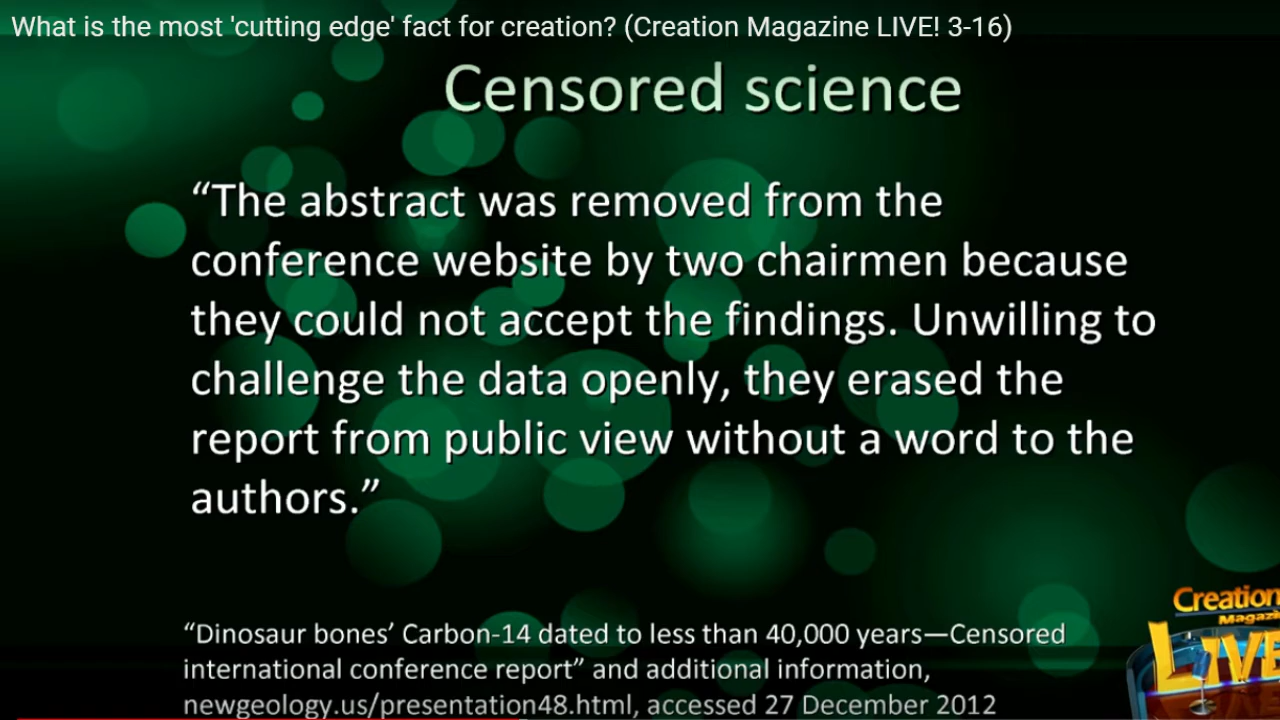 What is the most 'cutting edge' fact for creation? (Creation Magazine LIVE! 3-16)
Censored science
“The abstract was removed from the
conference website by two chairmen because
they could not accept the findings. Unwilling to
challenge the data openly, they erased the
report from public view without a word to the
authors.”
“Dinosaur bones’ Carbon-14 dated to less than 40,000 years—Censored
international conference report” and additional information,
newgeology.us/presentation48.html, accessed 27 December 2012
Creation
LIVE